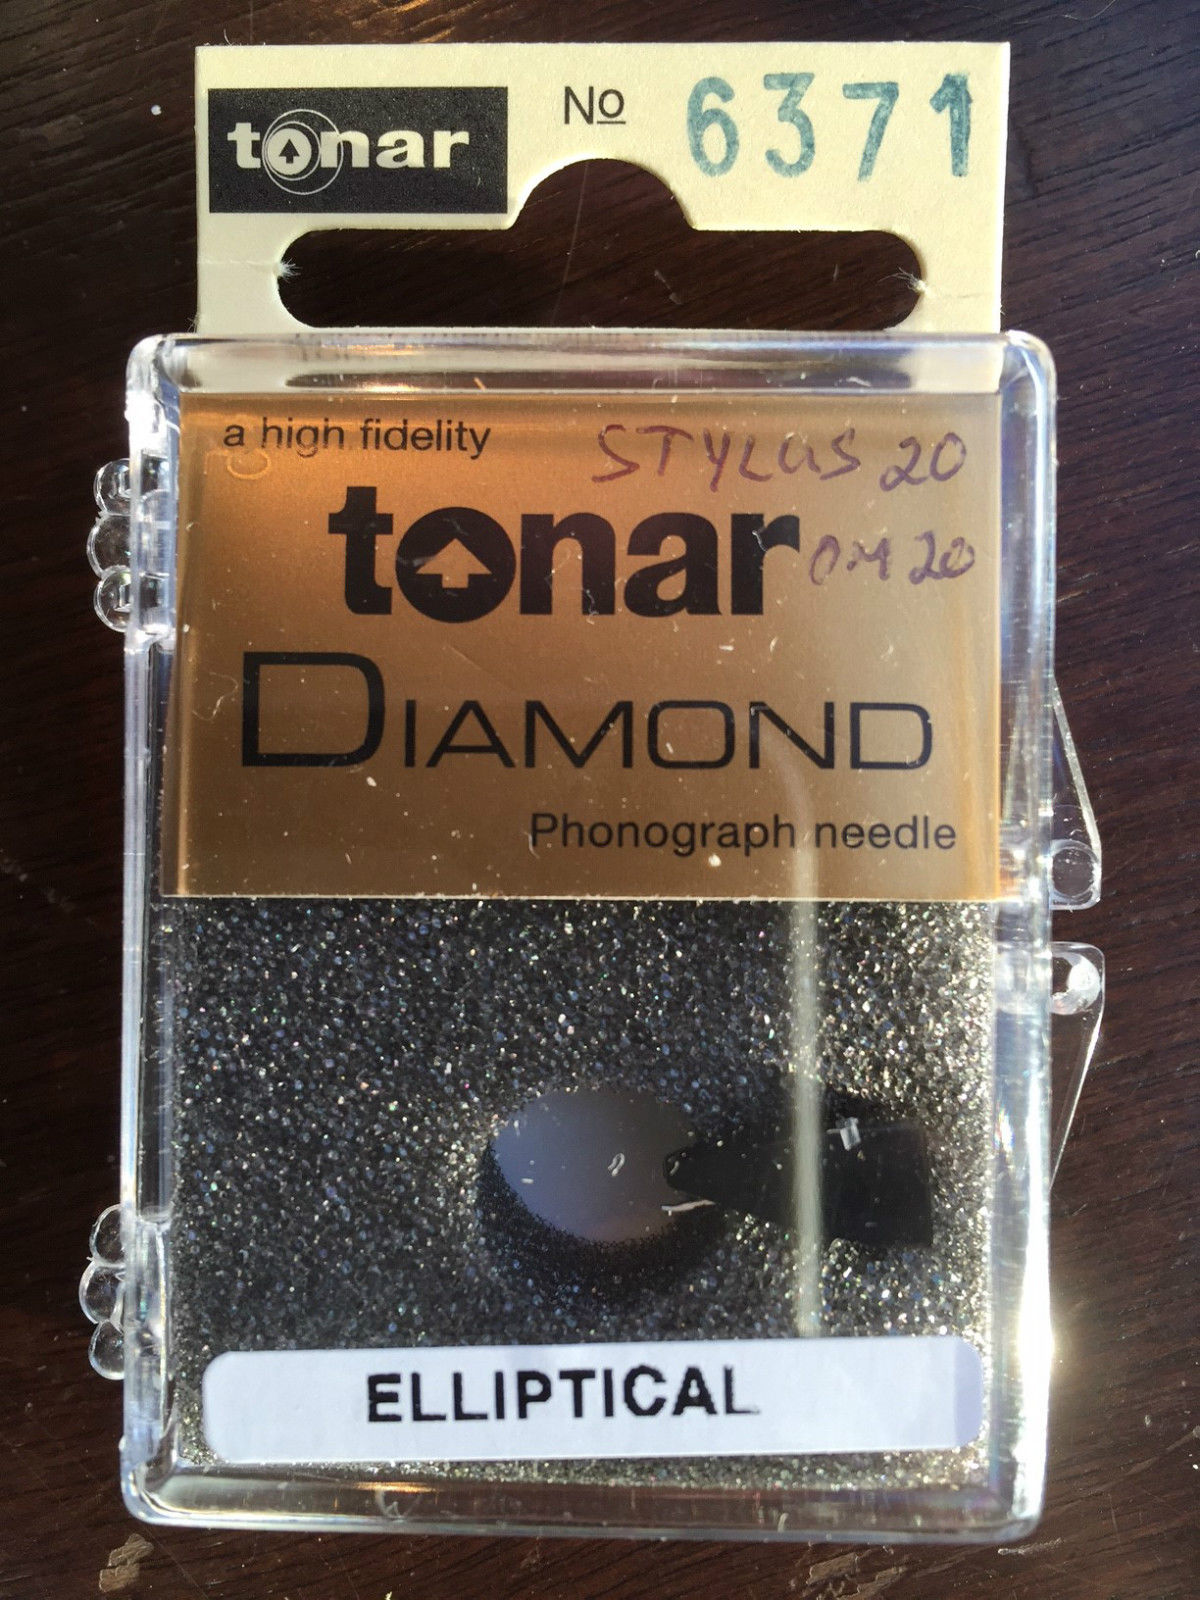 tonar No 6371
a high fidelity
STYLUS 20
tonar
OM 20
DIAMOND
Phonograph needle
ELLIPTICAL